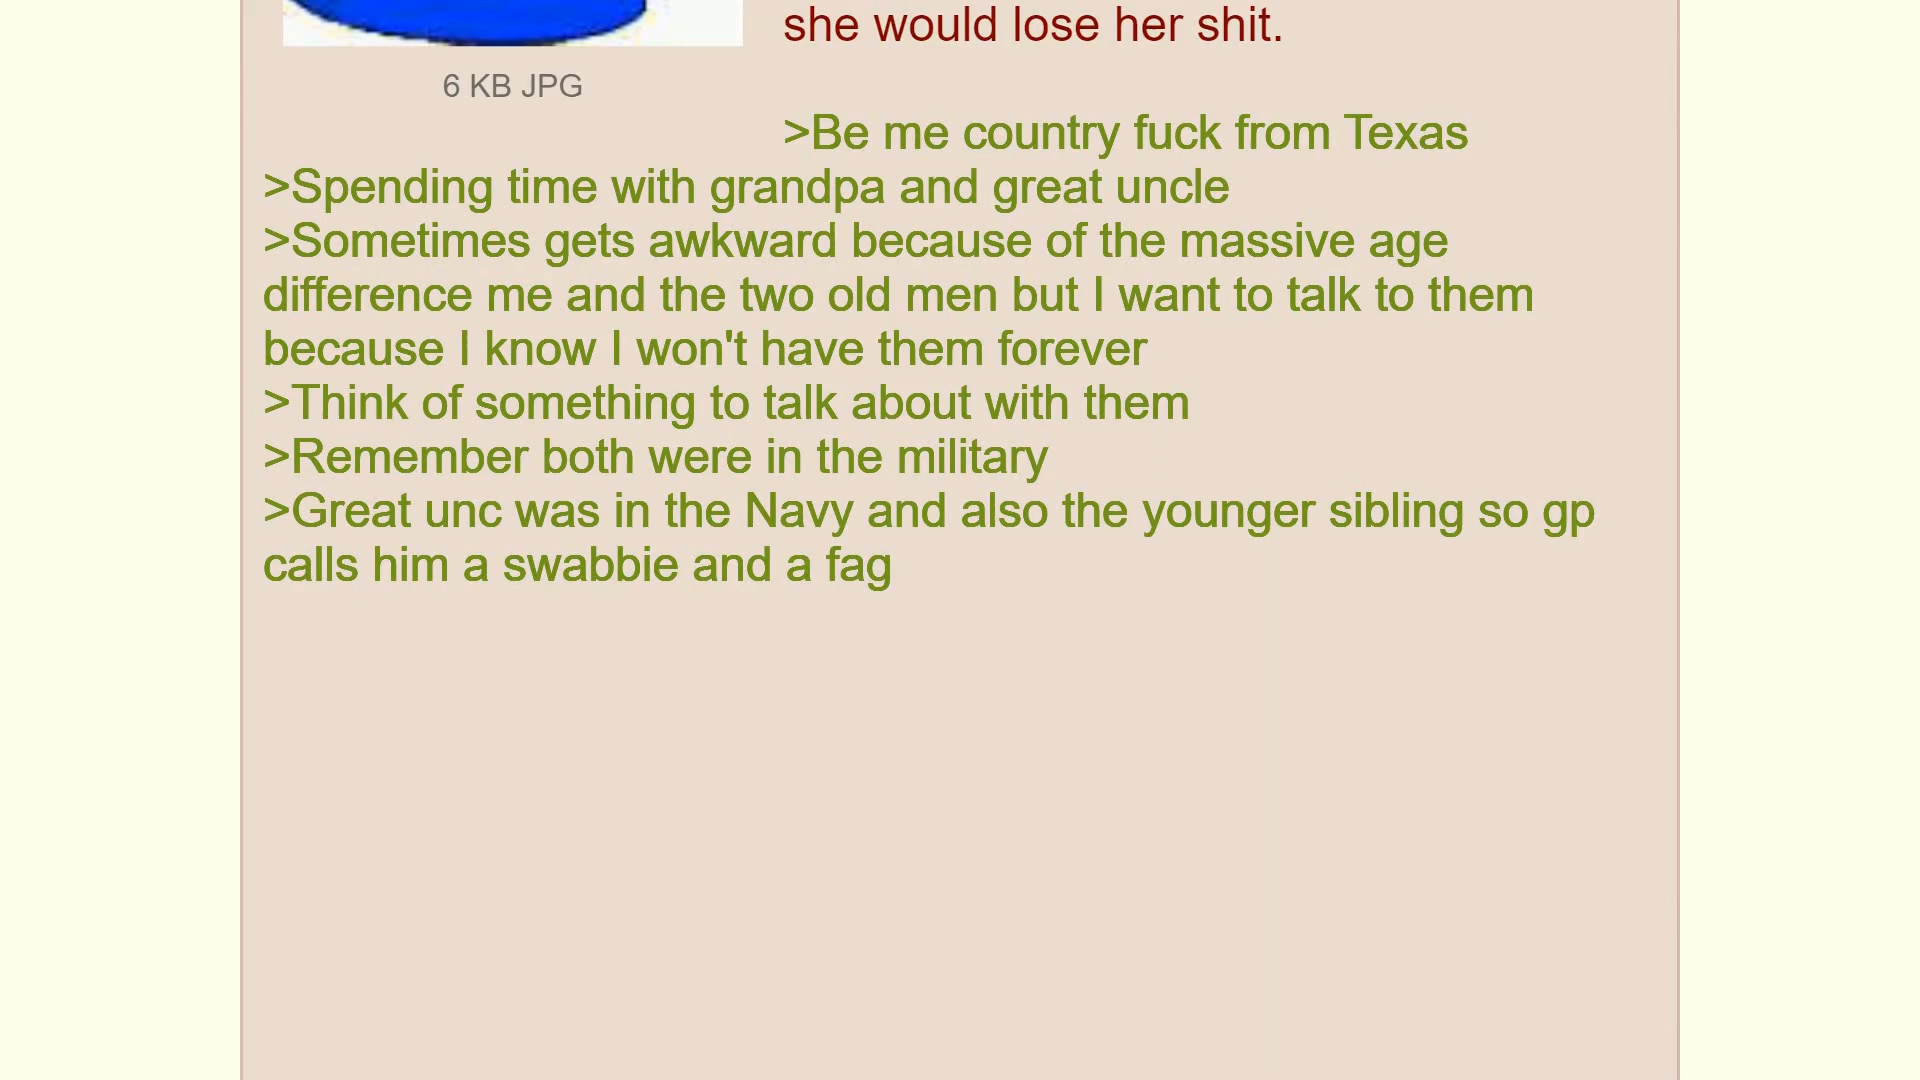 she would lose her shit.
6 KB JPG
>Be me country fuck from Texas
>Spending time with grandpa and great uncle
>Sometimes gets awkward because of the massive age
difference me and the two old men but I want to talk to them
because I know I won't have them forever
>Think of something to talk about with them
>Remember both were in the military
>Great unc was in the Navy and also the younger sibling so gp
calls him a swabbie and a fag